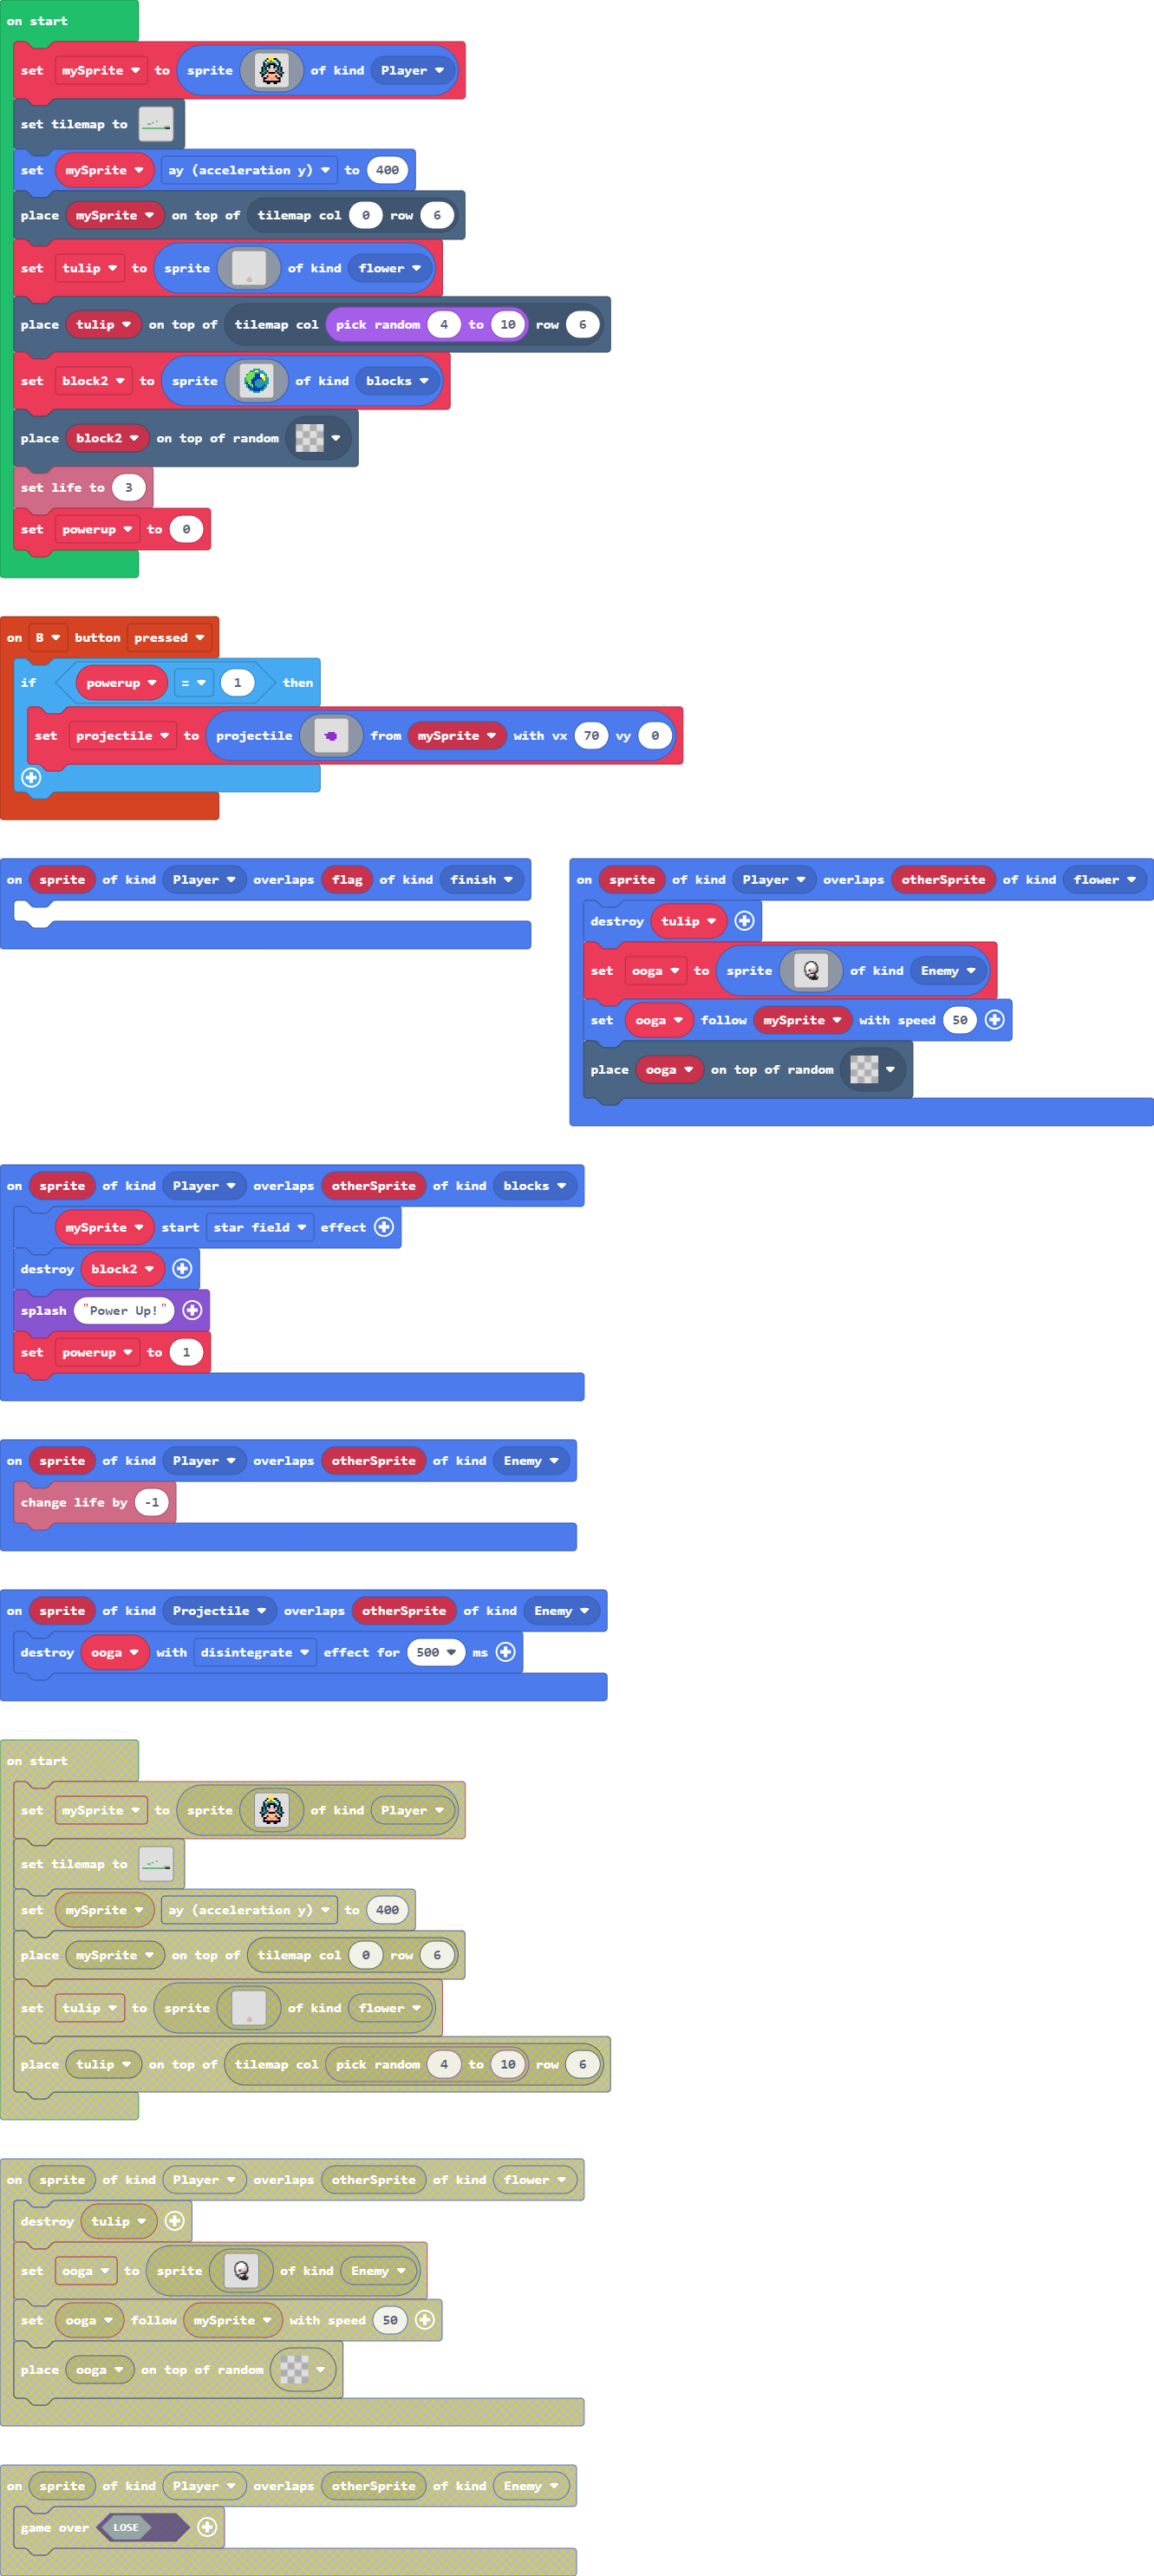 on start
set mySprite to sprite of kind Player
set tilemap to
set mySprite ay (acceleration y) to 400
place mySprite on top of tilemap col 0 row 6
set tulip to sprite of kind flower
place tulip on top of tilemap col pick random 4 to 10 row 6
set block2 to sprite of kind blocks
place block2 on top of random
set life to 3
set powerup to 0
on B button pressed
if powerup = 1 then
set projectile to projectile from mySprite with vx 70 vy 0
on sprite of kind Player overlaps flag of kind finish
on sprite of kind Player overlaps otherSprite of kind flower
destroy tulip
set ooga to sprite of kind Enemy
set ooga follow mySprite with speed 50
place ooga on top of random
on sprite of kind Player overlaps otherSprite of kind blocks
mySprite start star field effect
destroy block2
splash "Power Up!"
set powerup to 1
on sprite of kind Player overlaps otherSprite of kind Enemy
change life by -1
on sprite of kind Projectile overlaps otherSprite of kind Enemy
destroy ooga with disintegrate effect for 500 ms
on start
set mySprite to sprite of kind Player
set tilemap to
set mySprite ay (acceleration y) to 400
place mySprite on top of tilemap col 0 row 6
set tulip to sprite of kind flower
place tulip on top of tilemap col pick random 4 to 10 row 6
on sprite of kind Player overlaps otherSprite of kind flower
destroy tulip
set ooga to sprite of kind Enemy
set ooga follow mySprite with speed 50
place ooga on top of random
on sprite of kind Player overlaps otherSprite of kind Enemy
game over LOSE